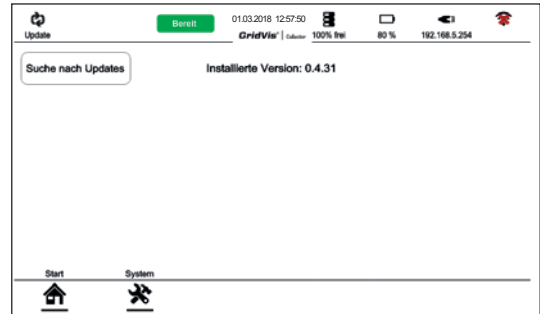 Update
Bereit
01.03.2018 12:57:50
GridVis® | Collector
100% frei
80 %
192.168.5.254
Suche nach Updates
Installierte Version: 0.4.31
Start
System